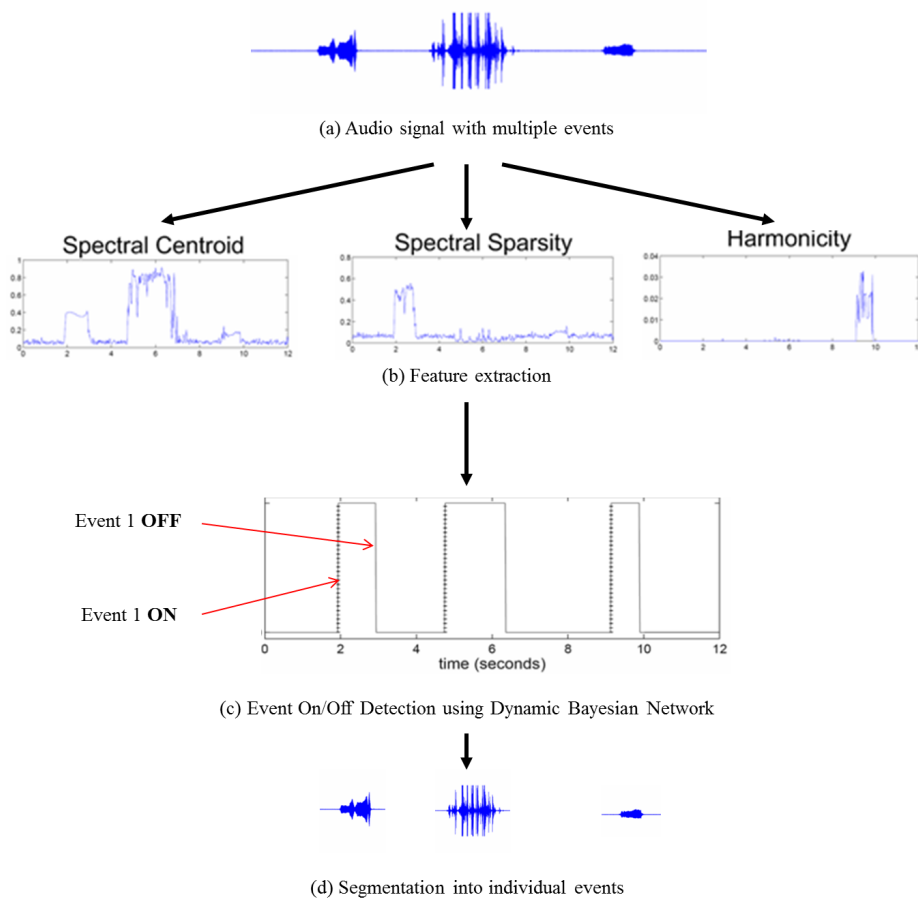 (a) Audio signal with multiple events
Spectral Centroid
1
0.8
0.6
0.4
0.2
0
0 2 4 6 8 10 12
Spectral Sparsity
1
0.8
0.6
0.4
0.2
0
0 2 4 6 8 10 12
Harmonicity
0.04
0.03
0.02
0.01
0
0 2 4 6 8 10 12
(b) Feature extraction
Event 1 OFF
Event 1 ON
0 2 4 6 8 10 12
time (seconds)
(c) Event On/Off Detection using Dynamic Bayesian Network
(d) Segmentation into individual events